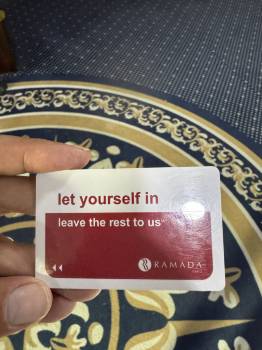 let yourself in
leave the rest to us
RAMADA